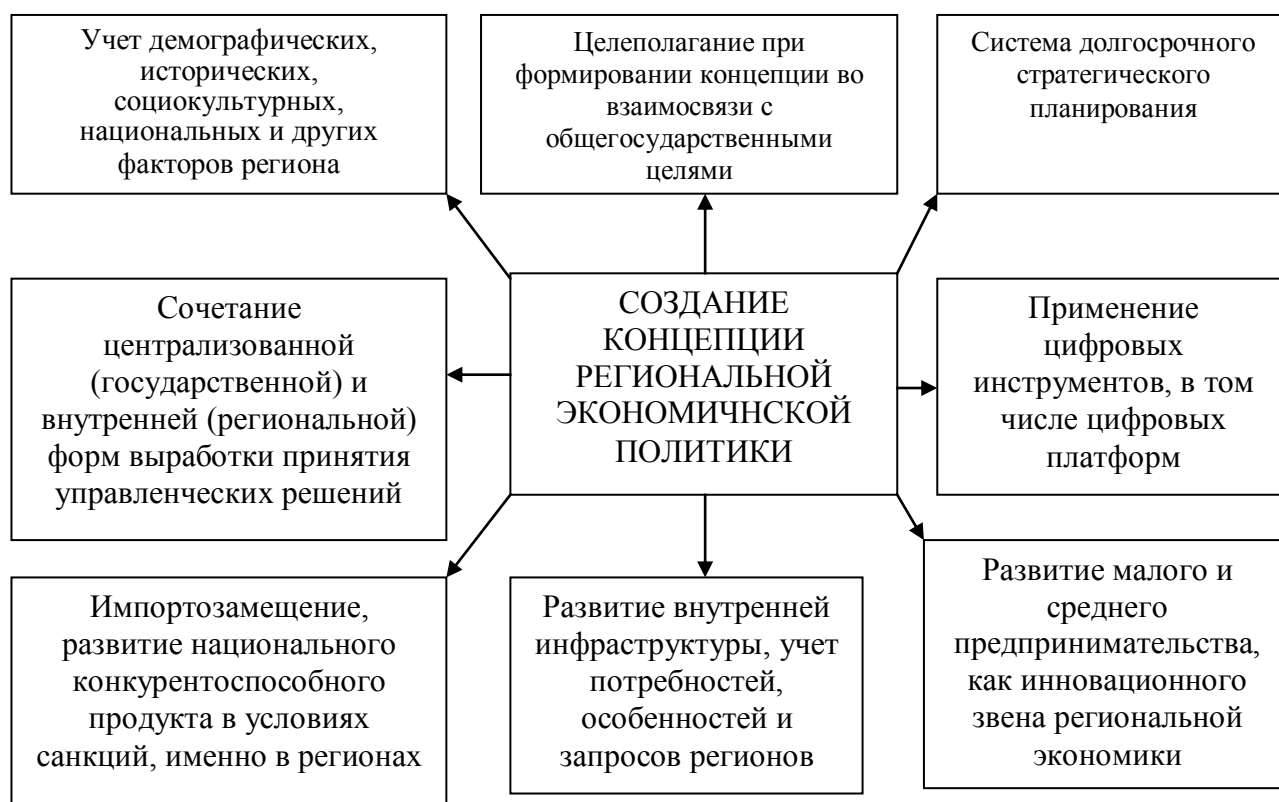 Учет демографических,
исторических,
социокультурных,
национальных и других
факторов региона
Целеполагание при
формировании концепции во
взаимосвязи с
общегосударственными
целями
Система долгосрочного
стратегического
планирования
Сочетание
централизованной
(государственной) и
внутренней (региональной)
форм выработки принятия
управленческих решений
СОЗДАНИЕ
КОНЦЕПЦИИ
РЕГИОНАЛЬНОЙ
ЭКОНОМИЧНСКОЙ
ПОЛИТИКИ
Применение
цифровых
инструментов, в том
числе цифровых
платформ
Импортозамещение,
развитие национального
конкурентоспособного
продукта в условиях
санкций, именно в регионах
Развитие внутренней
инфраструктуры, учет
потребностей,
особенностей и
запросов регионов
Развитие малого и
среднего
предпринимательства,
как инновационного
звена региональной
экономики